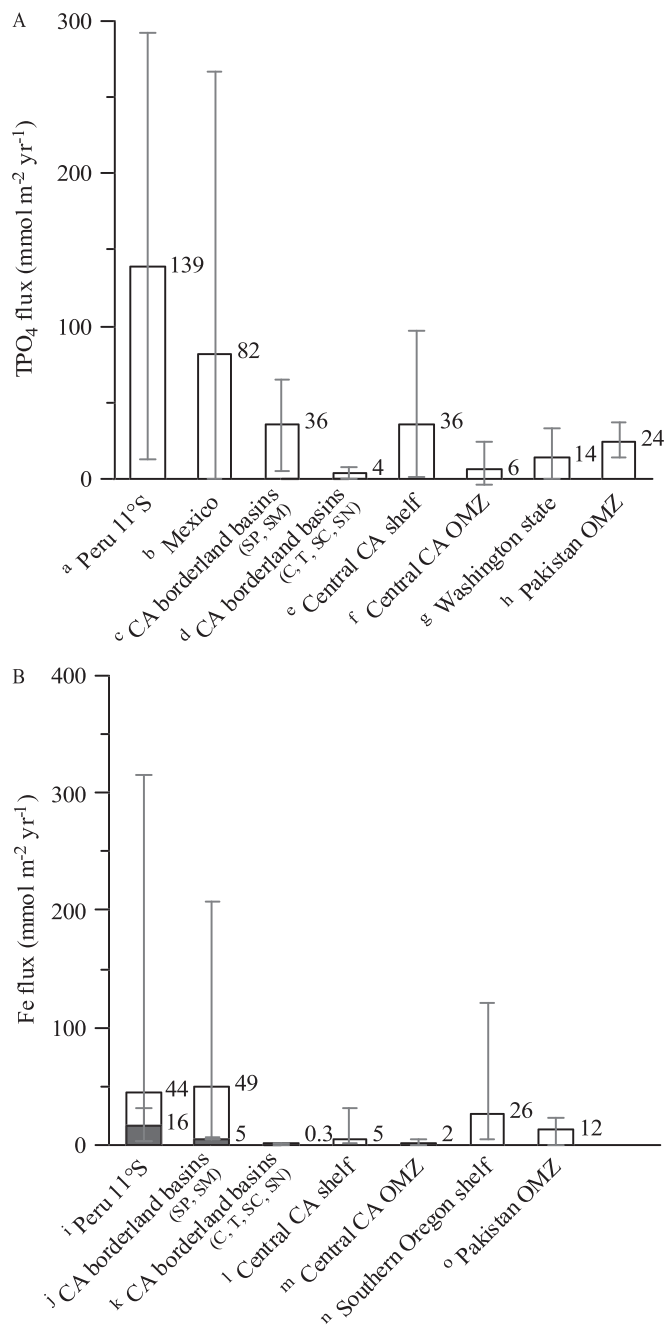 A
300
200
100
0
TPO4 flux (mmol m-2 yr-1)
139
82
36
4
36
6
14
24
a Peru 11°S
b Mexico
c CA borderland basins
(SP, SM)
d CA borderland basins
(C, T, SC, SN)
e Central CA shelf
f Central CA OMZ
g Washington state
h Pakistan OMZ
B
400
300
200
100
0
Fe flux (mmol m-2 yr-1)
44
16
49
5
0.3
5
2
26
12
i Peru 11°S
j CA borderland basins
(SP, SM)
k CA borderland basins
(C, T, SC, SN)
l Central CA shelf
m Central CA OMZ
n Southern Oregon shelf
o Pakistan OMZ